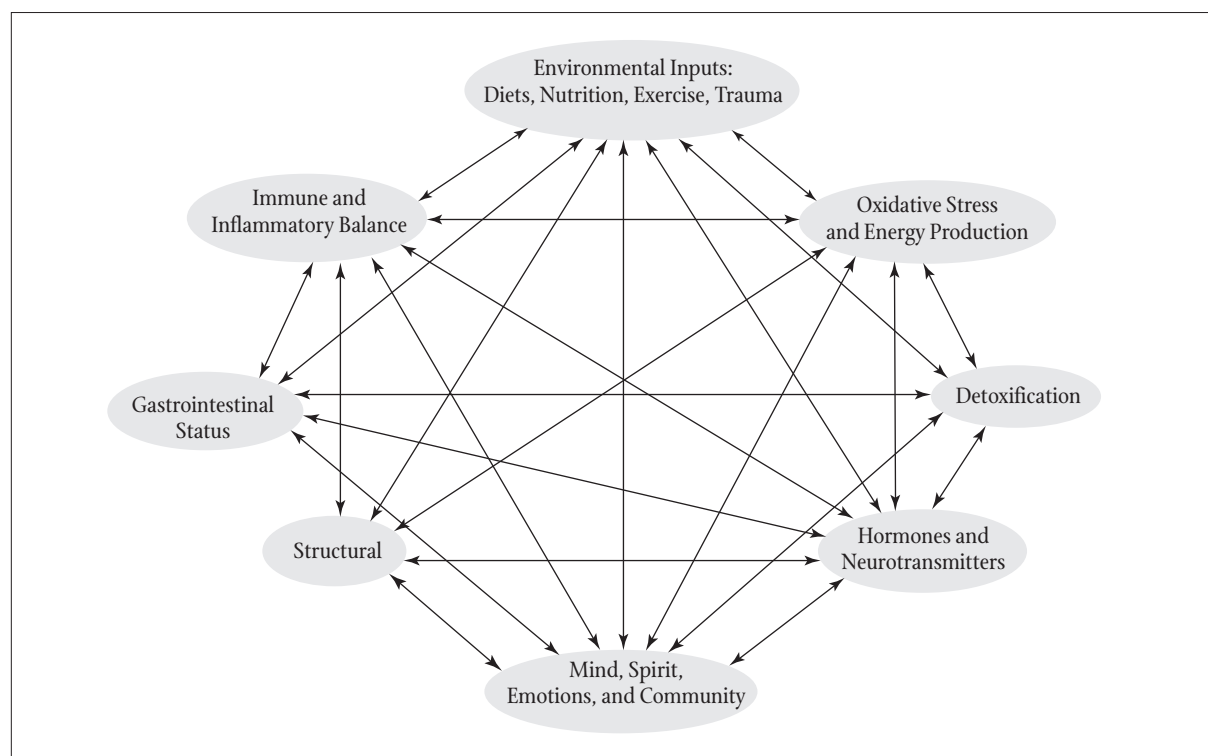 Environmental Inputs:
Diets, Nutrition, Exercise, Trauma
Immune and
Inflammatory Balance
Oxidative Stress
and Energy Production
Gastrointestinal
Status
Detoxification
Structural
Hormones and
Neurotransmitters
Mind, Spirit,
Emotions, and Community